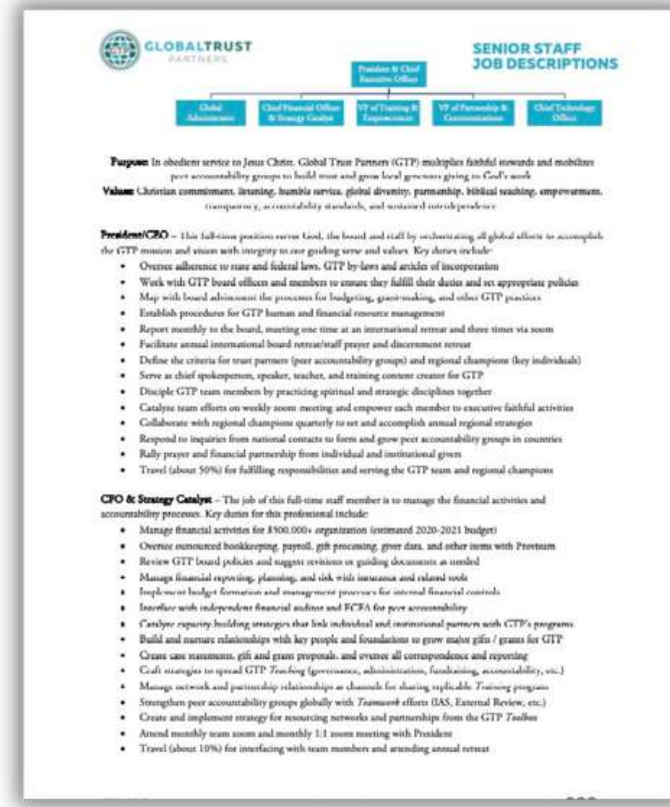 GLOBALTRUST
PARTNERS
SENIOR STAFF
JOB DESCRIPTIONS
President & Chief
Executive Officer
Global
Administrator
Chief Financial Officer
& Strategy Catalyst
VP of Training &
Empowerment
VP of Partnership &
Communications
Chief Technology
Officer
Purpose: In obedient service to Jesus Christ, Global Trust Partners (GTP) multiplies faithful stewards and mobilizes
peer accountability groups to build trust and grow local generous giving to God's work
Values: Christian commitment, listening, humble service, global diversity, partnership, biblical teaching, empowerment,
transparency, accountability standards, and sustained interdependence
President/CEO – This full-time position serves God, the board and staff by orchestrating all global efforts to accomplish
the GTP mission and vision with integrity to our guiding verse and values. Key duties include:
• Oversee adherence to state and federal laws, GTP by-laws and articles of incorporation
• Work with GTP board officers and members to ensure they fulfill their duties and set appropriate policies
• Map with board advisement the processes for budgeting, grant-making, and other GTP practices
• Establish procedures for GTP human and financial resource management
• Report monthly to the board, meeting one time at an international retreat and three times via zoom
• Facilitate annual international board retreat/staff prayer and discernment retreat
• Define the criteria for trust partners (peer accountability groups) and regional champions (key individuals)
• Serve as chief spokesperson, speaker, teacher, and training content creator for GTP
• Disciple GTP team members by practicing spiritual and strategic disciplines together
• Catalyze team efforts on weekly zoom meeting and empower each member to executive faithful activities
• Collaborate with regional champions quarterly to set and accomplish annual regional strategies
• Respond to inquiries from national contacts to form and grow peer accountability groups in countries
• Rally prayer and financial partnership from individual and institutional givers
• Travel (about 50%) for fulfilling responsibilities and serving the GTP team and regional champions
CFO & Strategy Catalyst – The job of this full-time staff member is to manage the financial activities and
accountability processes. Key duties for this professional include:
• Manage financial activities for $500,000+ organization (estimated 2020-2021 budget)
• Oversee outsourced bookkeeping, payroll, gift processing, giver data, and other items with Provisum
• Review GTP board policies and suggest revisions or guiding documents as needed
• Manage financial reporting, planning, and risk with insurance and related tools
• Implement budget formation and management processes for internal financial controls
• Interface with independent financial auditor and ECFA for peer accountability
• Catalyze capacity building strategies that link individual and institutional partners with GTP's programs
• Build and nurture relationships with key people and foundations to grow major gifts / grants for GTP
• Create case statements, gift and grant proposals, and oversee all correspondence and reporting
• Craft strategies to spread GTP Teaching (governance, administration, fundraising, accountability, etc.)
• Manage network and partnership relationships as channels for sharing replicable Training program
• Strengthen peer accountability groups globally with Teamwork efforts (IAS, External Review, etc.)
• Create and implement strategy for resourcing networks and partnerships from the GTP Toolbox
• Attend monthly team zoom and monthly 1:1 zoom meeting with President
• Travel (about 10%) for interfacing with team members and attending annual retreat